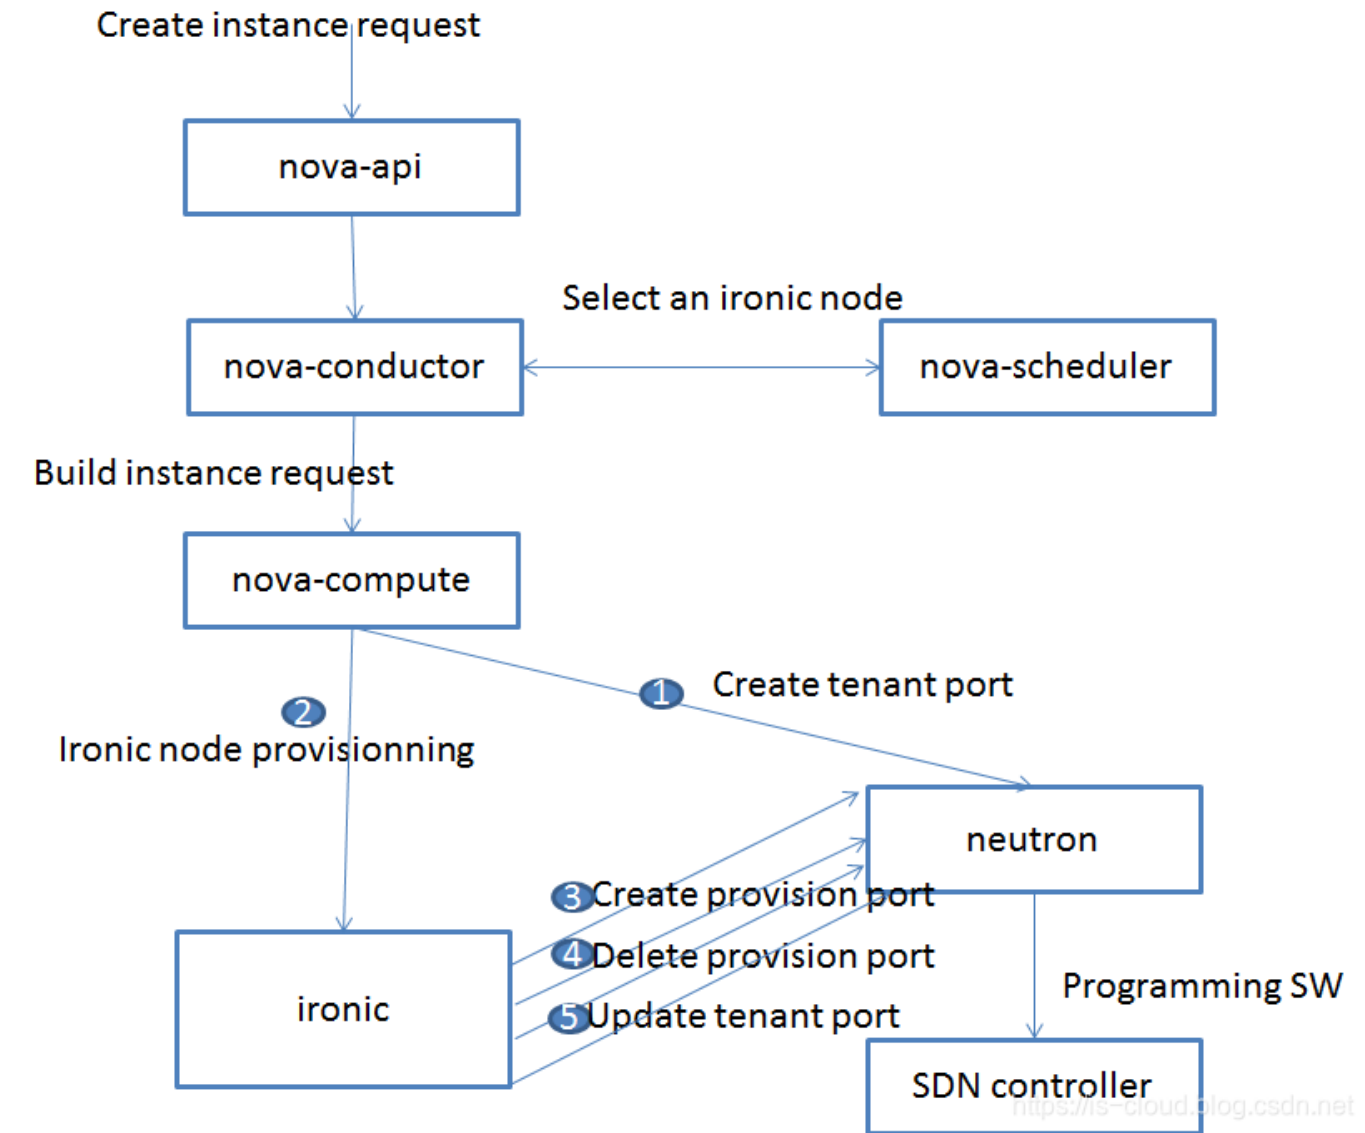 Create instance request
nova-api
Select an ironic node
nova-conductor
nova-scheduler
Build instance request
nova-compute
1 Create tenant port
2
Ironic node provisionning
neutron
3 Create provision port
4 Delete provision port
Programming SW
ironic
5 Update tenant port
SDN controller
https://is-cloud.blog.csdn.net